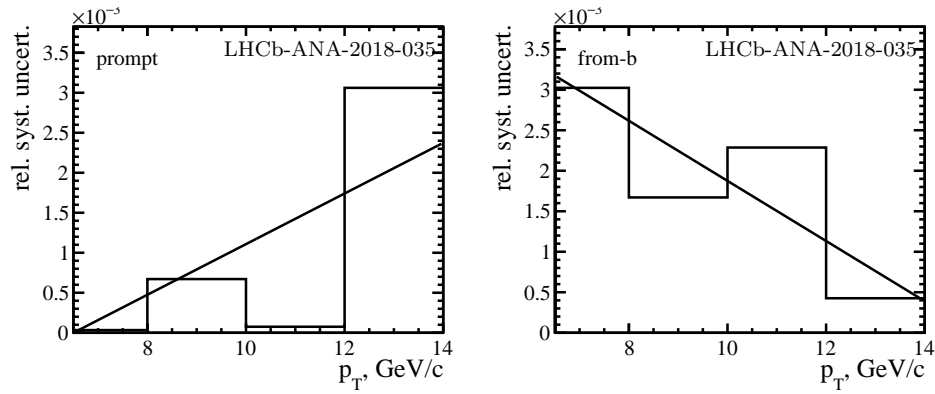 ×10⁻³
prompt
LHCb-ANA-2018-035
rel. syst. uncert.
3.5
3
2.5
2
1.5
1
0.5
0
8 10 12 14
p_T, GeV/c
×10⁻³
from-b
LHCb-ANA-2018-035
rel. syst. uncert.
3.5
3
2.5
2
1.5
1
0.5
0
8 10 12 14
p_T, GeV/c